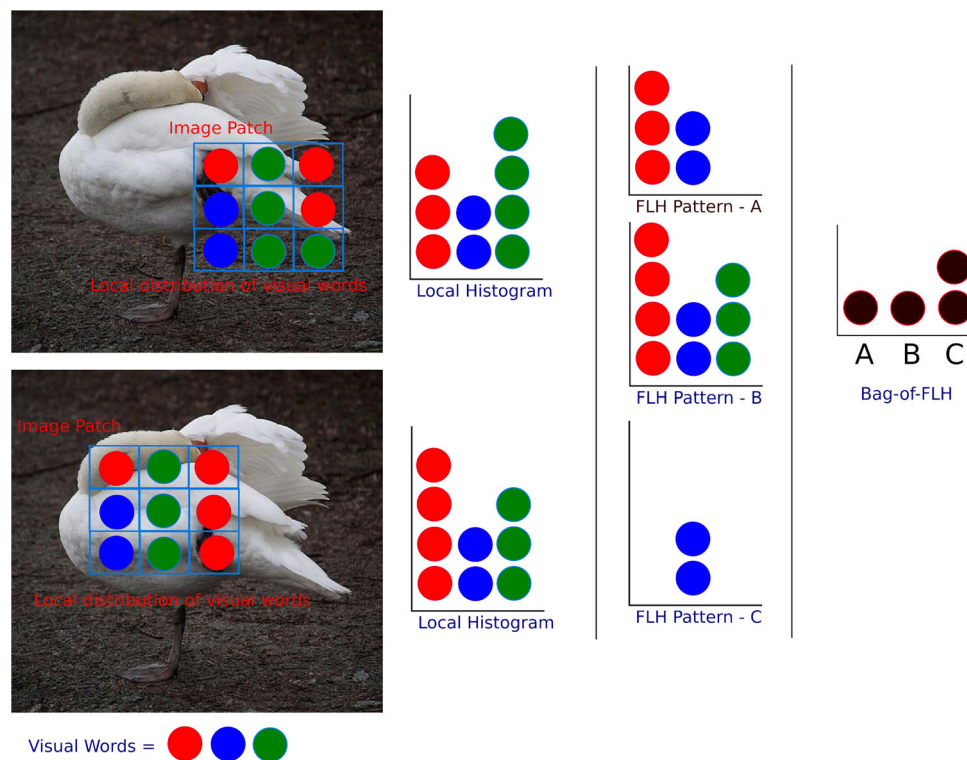 Image Patch
Local distribution of visual words
Local Histogram
FLH Pattern - A
FLH Pattern - B
A B C
Bag-of-FLH
Image Patch
Local distribution of visual words
Local Histogram
FLH Pattern - C
Visual Words =